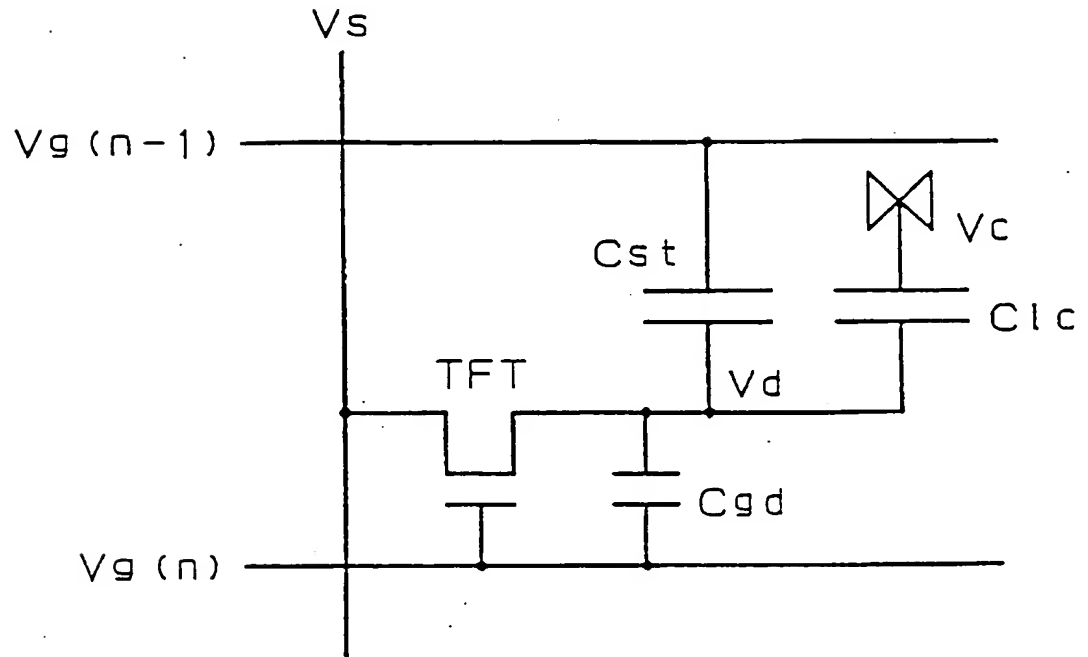 Vs
Vg (n-1)
Vc
Cst
Clc
TFT
Vd
Cgd
Vg (n)